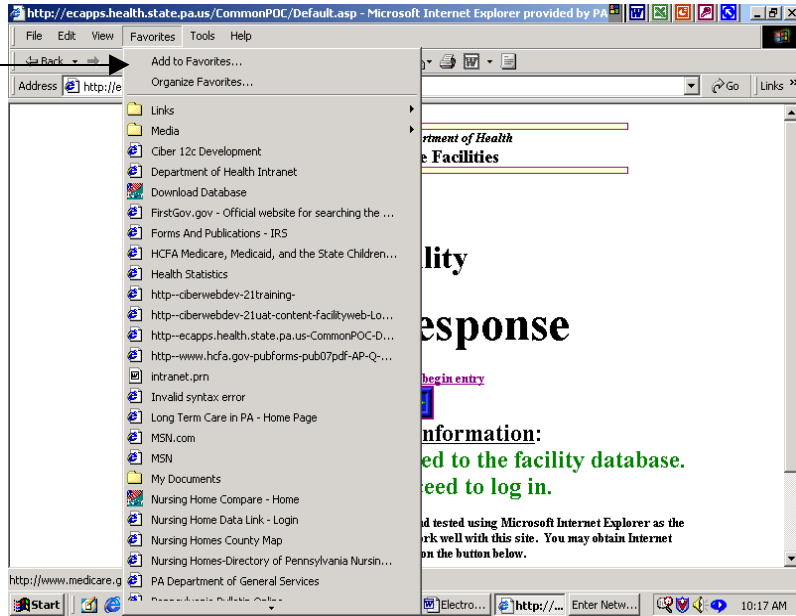 http://ecapps.health.state.pa.us/CommonPOC/Default.asp - Microsoft Internet Explorer provided by PA
File Edit View Favorites Tools Help
Back
Add to Favorites...
Organize Favorites...
Address http://e
Go
Links »
Links
Media
Ciber 12c Development
Department of Health Intranet
Download Database
FirstGov.gov - Official website for searching the ...
Forms And Publications - IRS
HCFA Medicare, Medicaid, and the State Children...
Health Statistics
http--ciberwebdev-21training-
http--ciberwebdev-21uat-content-facilityweb-Lo...
http--ecapps.health.state.pa.us-CommonPOC-D...
http--www.hcfa.gov-pubforms-pub07pdf-AP-Q-...
intranet.prn
Invalid syntax error
Long Term Care in PA - Home Page
MSN.com
MSN
My Documents
Nursing Home Compare - Home
Nursing Home Data Link - Login
Nursing Homes County Map
Nursing Homes-Directory of Pennsylvania Nursin...
PA Department of General Services
Pennsylvania Bulletin Online
rtment of Health
e Facilities
lity
esponse
begin entry
nformation:
ed to the facility database.
ceed to log in.
nd tested using Microsoft Internet Explorer as the
rk well with this site. You may obtain Internet
on the button below.
http://www.medicare.g
Start
Electro...
http://...
Enter Netw...
10:17 AM